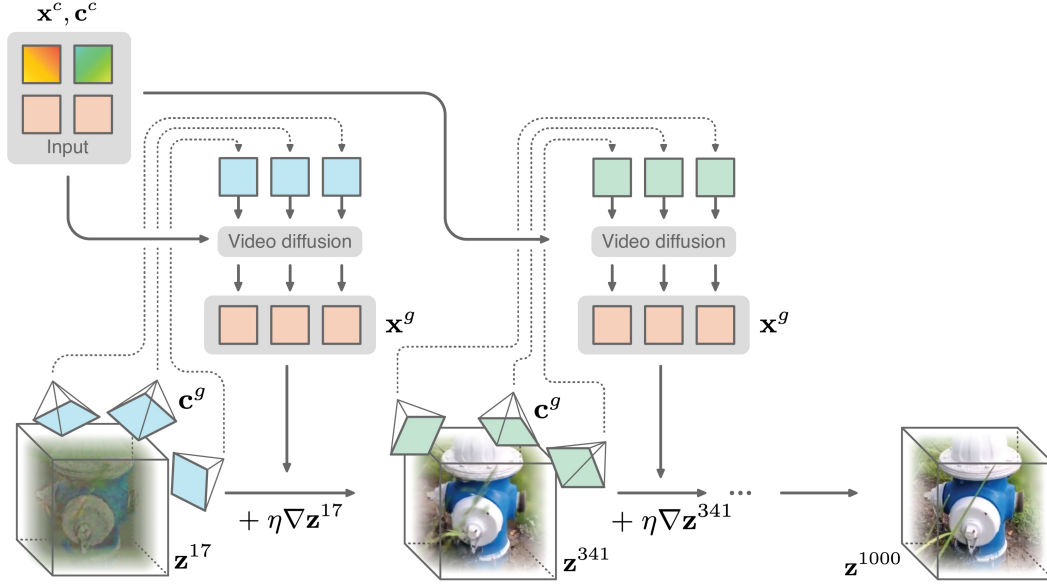 x^c, c^c
Input
Video diffusion
Video diffusion
x^g
x^g
c^g
c^g
+ η∇z^17
+ η∇z^341
...
z^17
z^341
z^1000